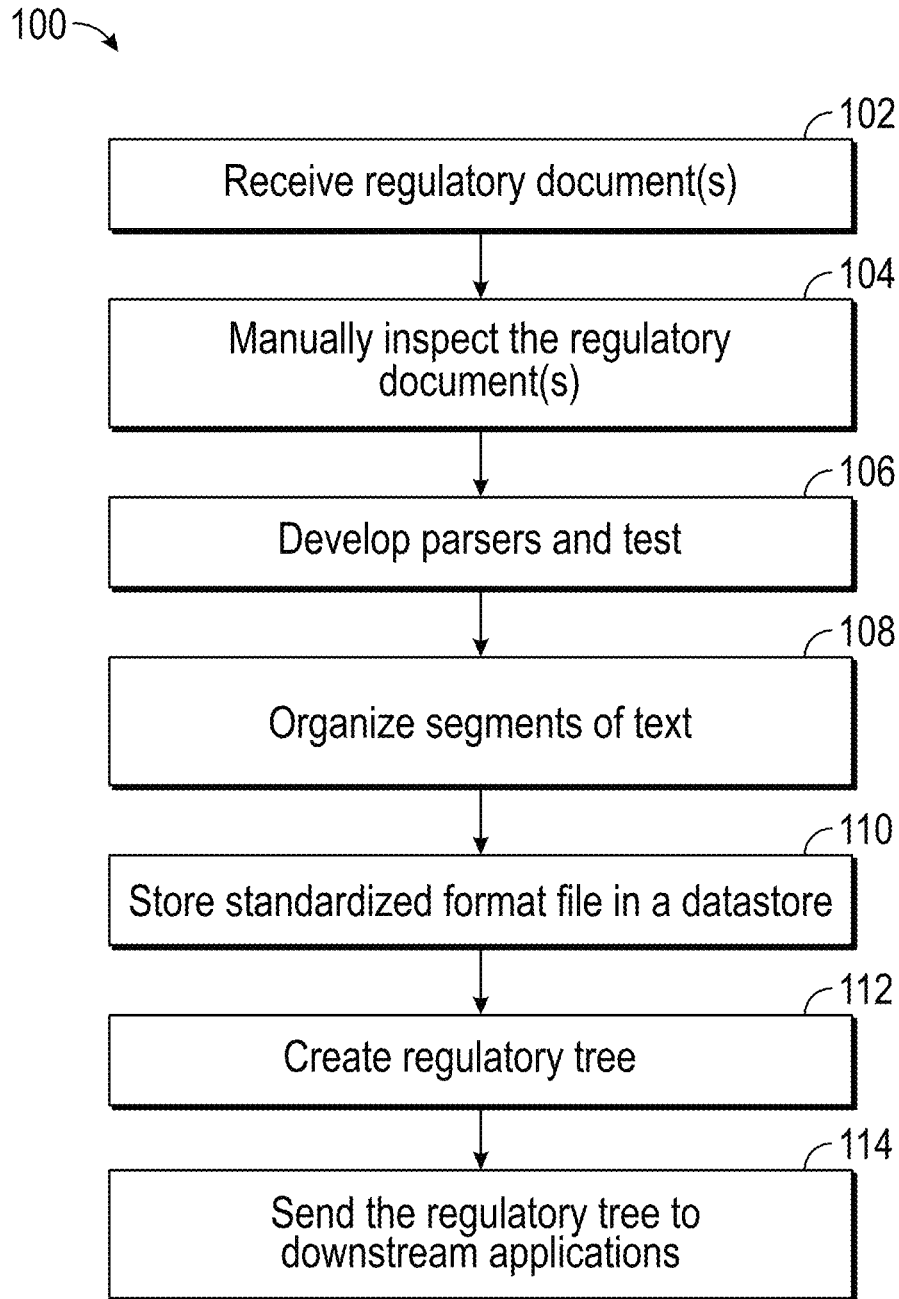 100
102
Receive regulatory document(s)
104
Manually inspect the regulatory
document(s)
106
Develop parsers and test
108
Organize segments of text
110
Store standardized format file in a datastore
112
Create regulatory tree
114
Send the regulatory tree to
downstream applications